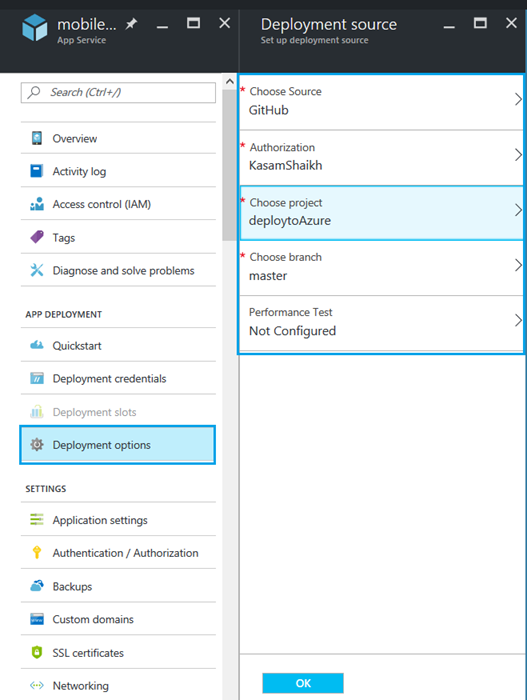 mobile...
App Service
Deployment source
Set up deployment source
Search (Ctrl+/)
Overview
Activity log
Access control (IAM)
Tags
Diagnose and solve problems
APP DEPLOYMENT
Quickstart
Deployment credentials
Deployment slots
Deployment options
SETTINGS
Application settings
Authentication / Authorization
Backups
Custom domains
SSL certificates
Networking
* Choose Source
GitHub
* Authorization
KasamShaikh
* Choose project
deploytoAzure
* Choose branch
master
Performance Test
Not Configured
OK